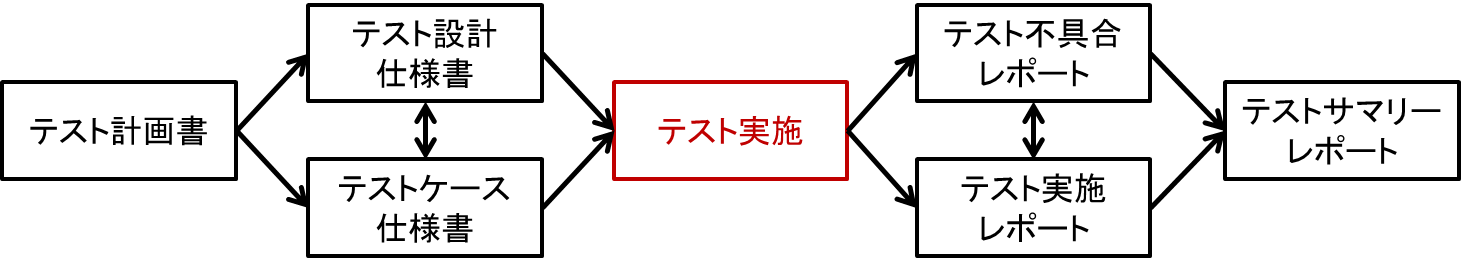 テスト計画書
テスト設計
仕様書
テストケース
仕様書
テスト実施
テスト不具合
レポート
テスト実施
レポート
テストサマリー
レポート